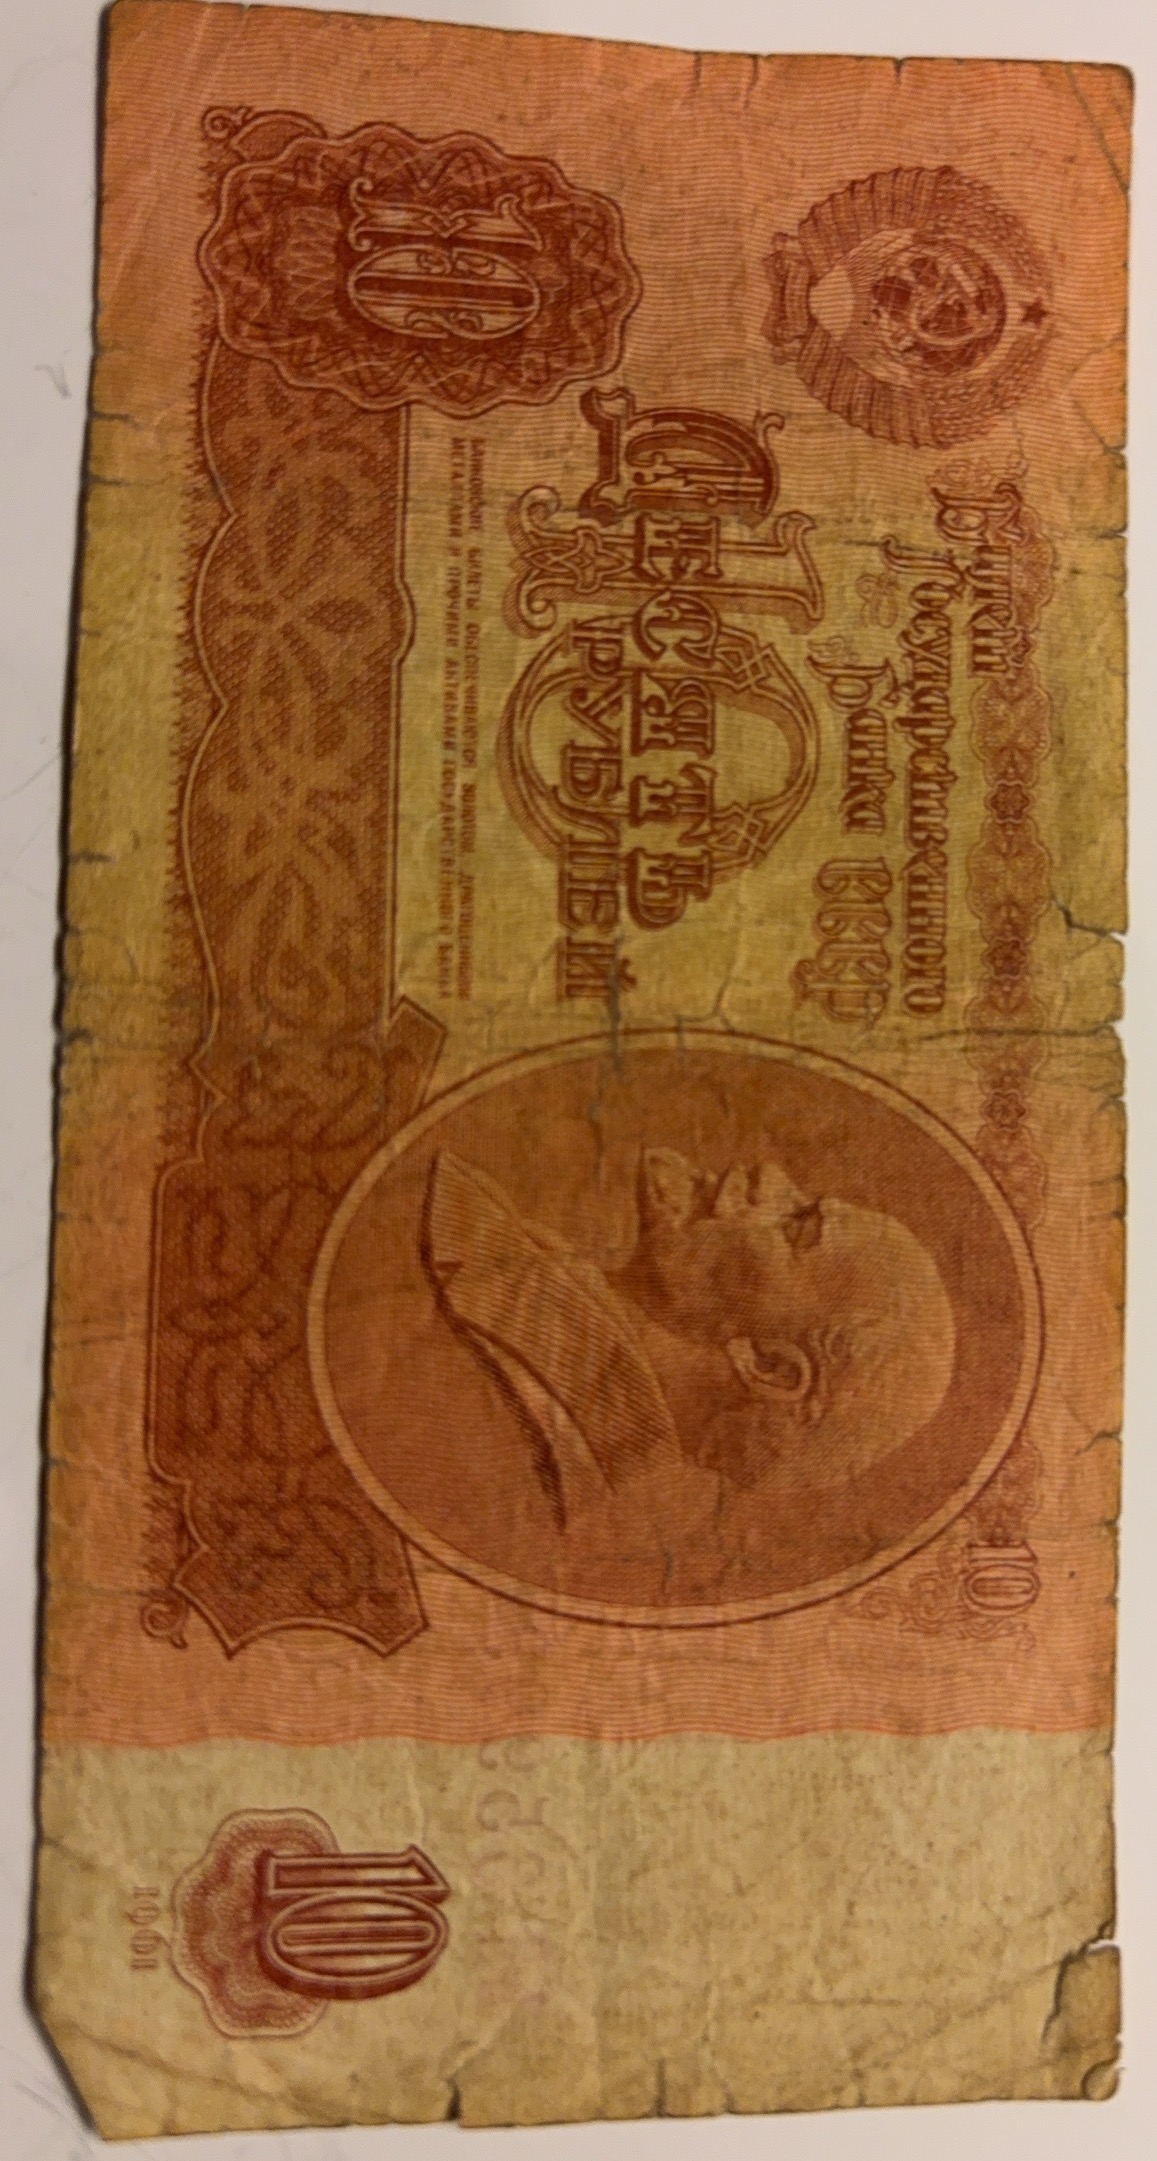 Билет
Государственного
Банка СССР
10
10
Десять
рублей
Банковские билеты обеспечиваются золотом, драгоценными
металлами и прочими активами Государственного банка
10
10
1961